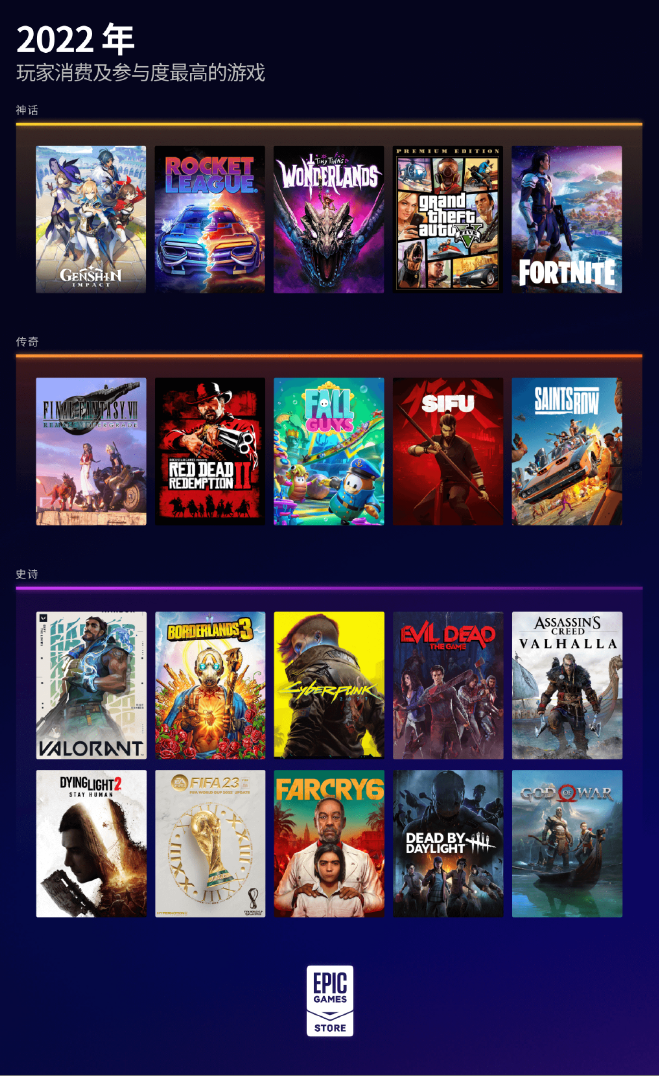 2022 年
玩家消费及参与度最高的游戏
神话
GENSHIN
IMPACT
ROCKET
LEAGUE
TINY TINA'S
WONDERLANDS
PREMIUM EDITION
grand
theft
auto V
FIVE
FORTNITE
传奇
FINAL FANTASY VII
RED DEAD
REDEMPTION II
FALL
GUYS
SIFU
SAINTS
ROW
史诗
VALORANT
BORDERLANDS 3
Cyberpunk
EVIL DEAD
THE GAME
ASSASSIN'S
CREED
VALHALLA
DYING LIGHT 2
STAY HUMAN
FIFA 23
FARCRY6
DEAD BY
DAYLIGHT
GOD OF WAR
EPIC
GAMES
STORE